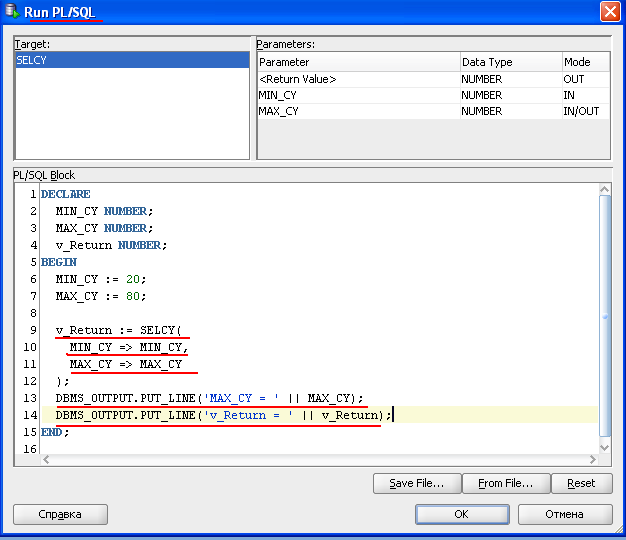 Run PL/SQL
Target:
SELCY
Parameters:
Parameter Data Type Mode
<Return Value> NUMBER OUT
MIN_CY NUMBER IN
MAX_CY NUMBER IN/OUT
PL/SQL Block
1 DECLARE
2 MIN_CY NUMBER;
3 MAX_CY NUMBER;
4 v_Return NUMBER;
5 BEGIN
6 MIN_CY := 20;
7 MAX_CY := 80;
8
9 v_Return := SELCY(
10 MIN_CY => MIN_CY,
11 MAX_CY => MAX_CY
12 );
13 DBMS_OUTPUT.PUT_LINE('MAX_CY = ' || MAX_CY);
14 DBMS_OUTPUT.PUT_LINE('v_Return = ' || v_Return);
15 END;
16
Save File... From File... Reset
Справка OK Отмена